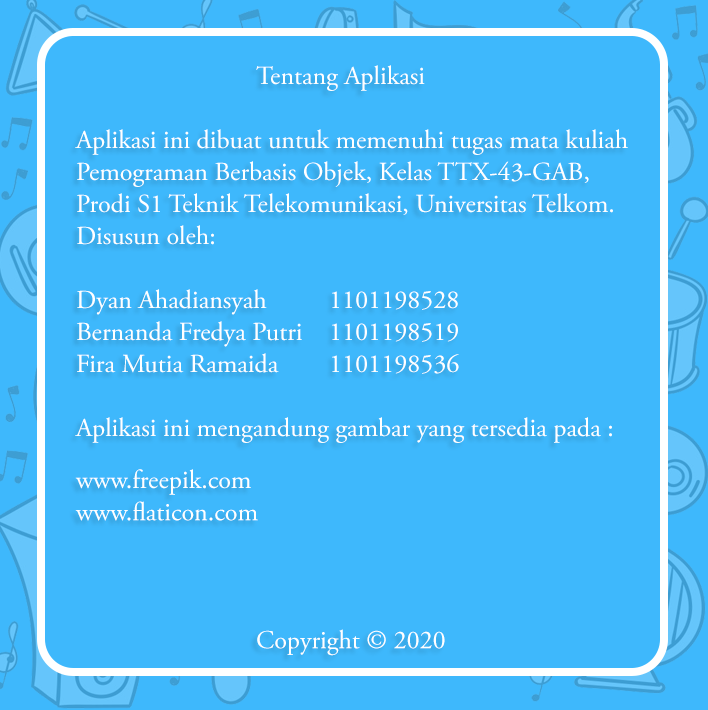 Tentang Aplikasi
Aplikasi ini dibuat untuk memenuhi tugas mata kuliah
Pemograman Berbasis Objek, Kelas TTX-43-GAB,
Prodi S1 Teknik Telekomunikasi, Universitas Telkom.
Disusun oleh:
Dyan Ahadiansyah 1101198528
Bernanda Fredya Putri 1101198519
Fira Mutia Ramaida 1101198536
Aplikasi ini mengandung gambar yang tersedia pada :
www.freepik.com
www.flaticon.com
Copyright © 2020